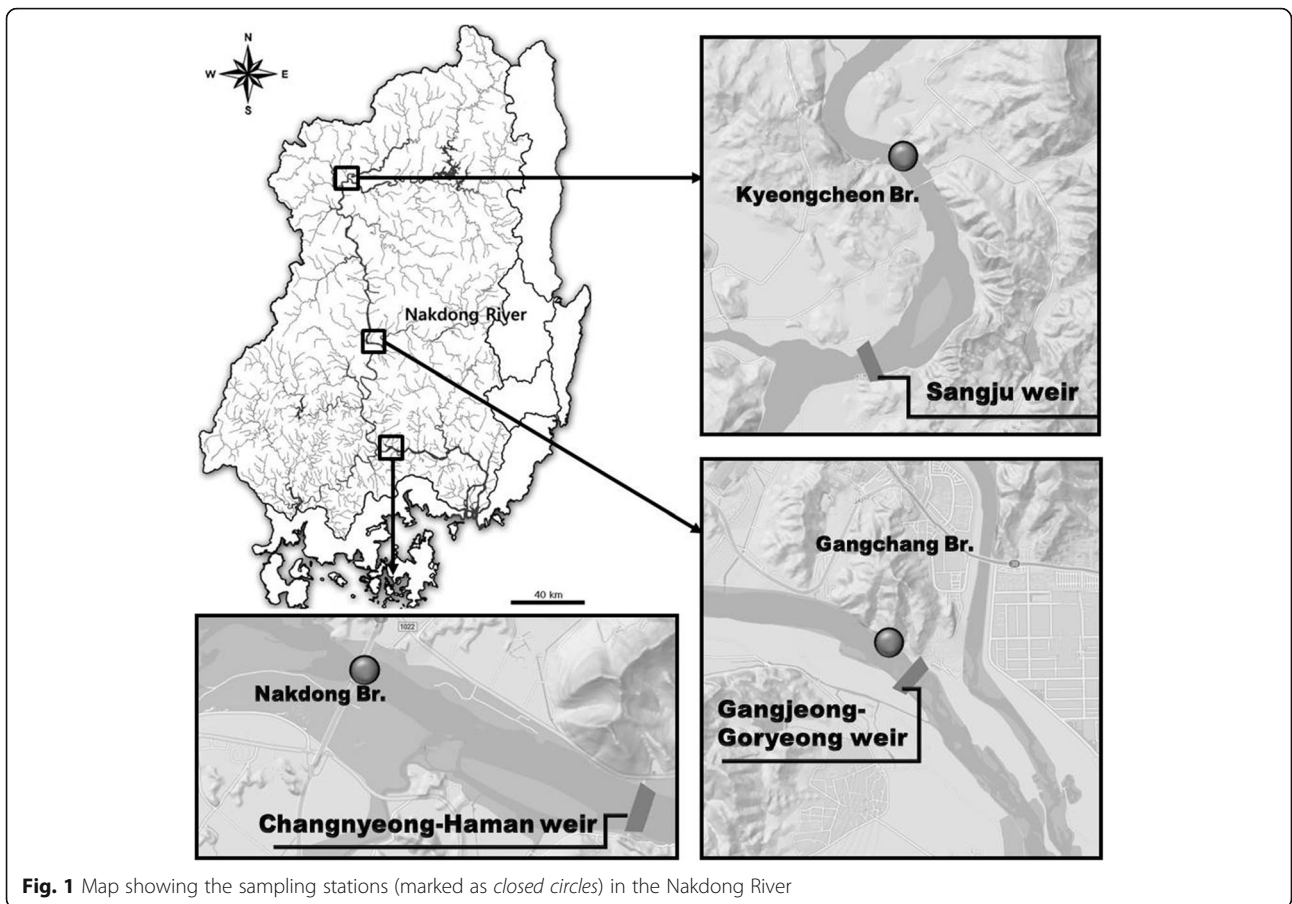 N
W E
S
Nakdong River
40 km
Kyeongcheon Br.
Sangju weir
Gangchang Br.
Gangjeong-
Goryeong weir
1022
Nakdong Br.
Changnyeong-Haman weir
Fig. 1 Map showing the sampling stations (marked as closed circles) in the Nakdong River